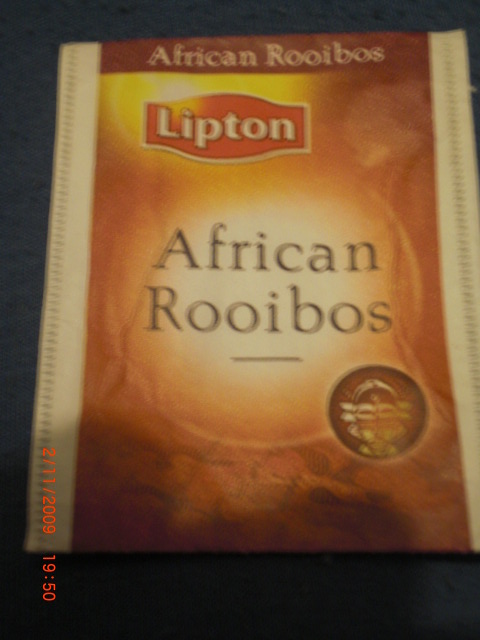 African Rooibos
Lipton
African
Rooibos
2/11/2009 19:50